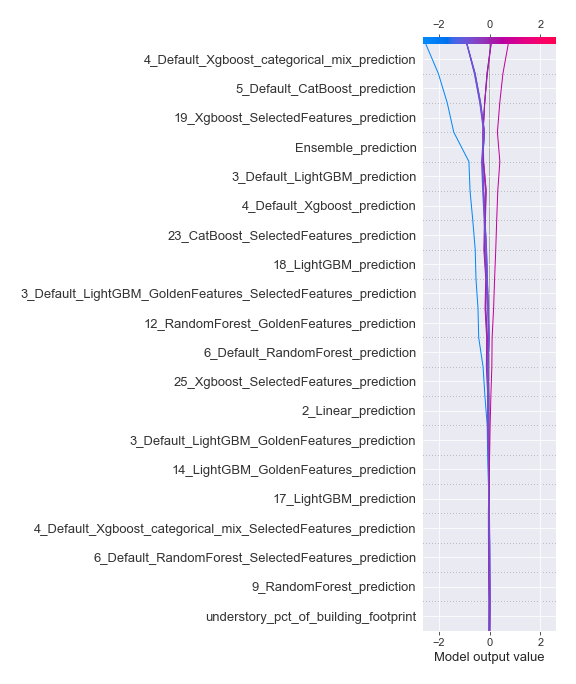 −2 0 2
4_Default_Xgboost_categorical_mix_prediction
5_Default_CatBoost_prediction
19_Xgboost_SelectedFeatures_prediction
Ensemble_prediction
3_Default_LightGBM_prediction
4_Default_Xgboost_prediction
23_CatBoost_SelectedFeatures_prediction
18_LightGBM_prediction
3_Default_LightGBM_GoldenFeatures_SelectedFeatures_prediction
12_RandomForest_GoldenFeatures_prediction
6_Default_RandomForest_prediction
25_Xgboost_SelectedFeatures_prediction
2_Linear_prediction
3_Default_LightGBM_GoldenFeatures_prediction
14_LightGBM_GoldenFeatures_prediction
17_LightGBM_prediction
4_Default_Xgboost_categorical_mix_SelectedFeatures_prediction
6_Default_RandomForest_SelectedFeatures_prediction
9_RandomForest_prediction
understory_pct_of_building_footprint
−2 0 2
Model output value